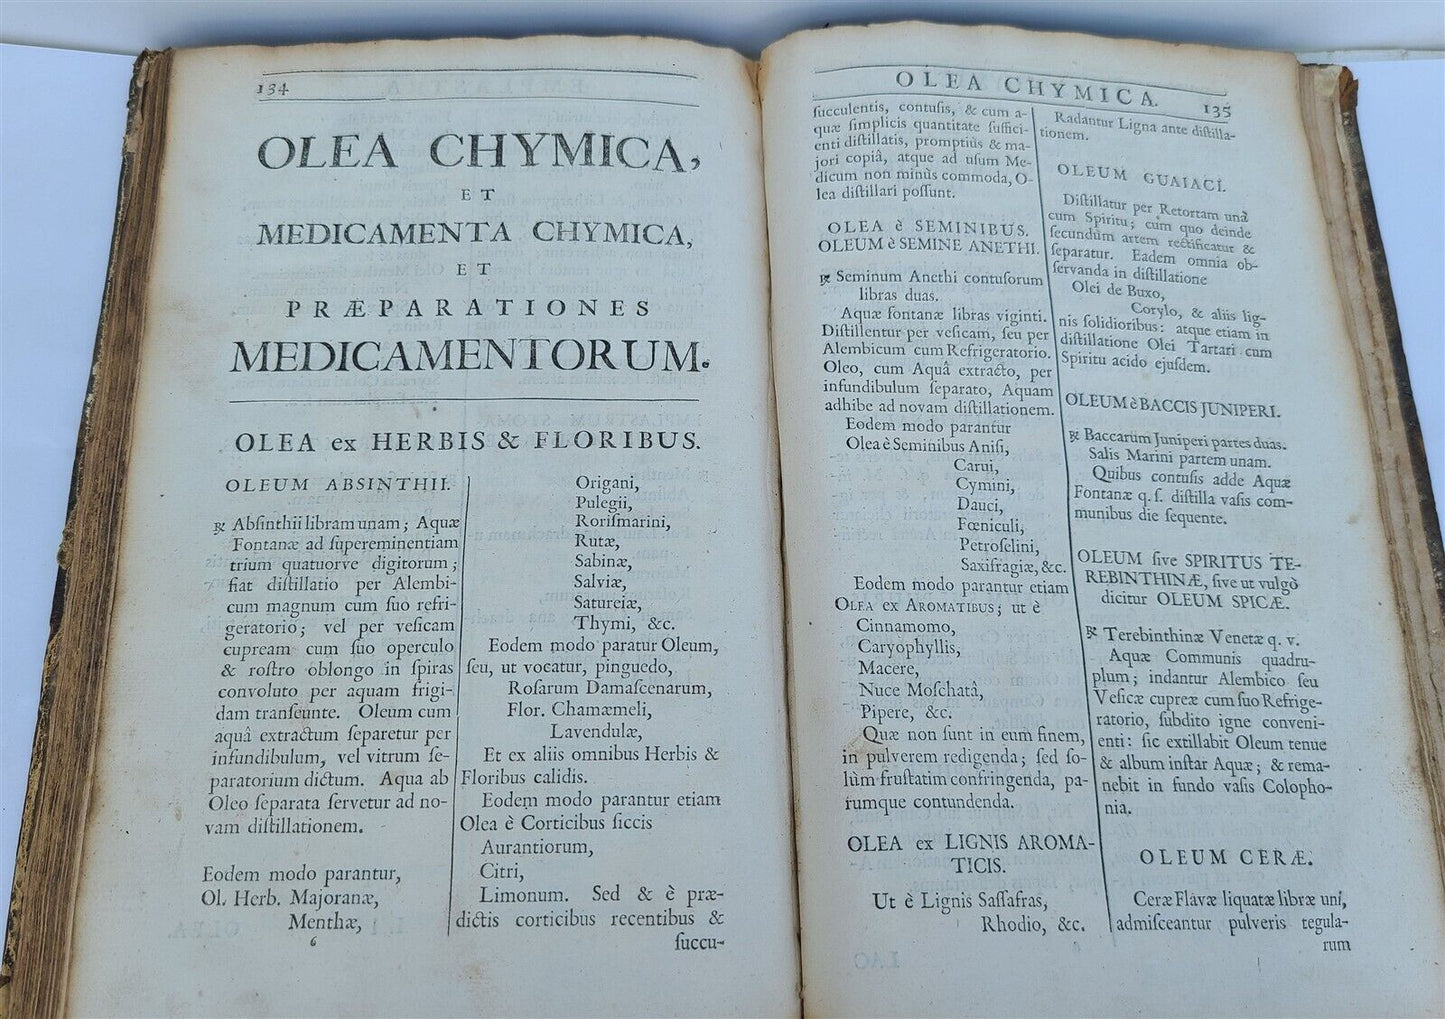 134
OLEA CHYMICA,
ET
MEDICAMENTA CHYMICA,
ET
PRÆPARATIONES
MEDICAMENTORUM.
OLEA ex HERBIS & FLORIBUS.
OLEUM ABSINTHII.
℞ Abſinthii libram unam; Aquæ
Fontanæ ad ſupereminentiam
trium quatuorve digitorum;
fiat diſtillatio per Alembi-
cum magnum cum ſuo refri-
geratorio; vel per veſicam
cupream cum ſuo operculo
& roſtro oblongo in ſpiras
convoluto per aquam frigi-
dam tranſeunte. Oleum cum
aquâ extractum ſeparetur per
infundibulum, vel vitrum ſe-
paratorium dictum. Aqua ab
Oleo ſeparata ſervetur ad no-
vam diſtillationem.
Eodem modo parantur,
Ol. Herb. Majoranæ,
Menthæ,
6
Origani,
Pulegii,
Roriſmarini,
Rutæ,
Sabinæ,
Salviæ,
Satureiæ,
Thymi, &c.
Eodem modo paratur Oleum,
ſeu, ut vocatur, pinguedo,
Roſarum Damaſcenarum,
Flor. Chamæmeli,
Lavendulæ,
Et ex aliis omnibus Herbis &
Floribus calidis.
Eodem modo parantur etiam
Olea è Corticibus ſiccis
Aurantiorum,
Citri,
Limonum. Sed & è præ-
dictis corticibus recentibus &
ſuccu-
OLEA CHYMICA. 135
ſucculentis, contuſis, & cum a-
quæ ſimplicis quantitate ſuffici-
enti diſtillatis, promptiùs & ma-
jori copiâ, atque ad uſum Me-
dicum non minùs commoda, O-
lea diſtillari poſſunt.
OLEA è SEMINIBUS.
OLEUM è SEMINE ANETHI.
℞ Seminum Anethi contuſorum
libras duas.
Aquæ fontanæ libras viginti.
Diſtillentur per veſicam, ſeu per
Alembicum cum Refrigeratorio.
Oleo, cum Aquâ extracto, per
infundibulum ſeparato, Aquam
adhibe ad novam diſtillationem.
Eodem modo parantur
Olea è Seminibus Aniſi,
Carui,
Cymini,
Dauci,
Fœniculi,
Petroſelini,
Saxifragiæ, &c.
Eodem modo parantur etiam
OLEA ex AROMATIBUS; ut è
Cinnamomo,
Caryophyllis,
Macere,
Nuce Moſchatâ,
Pipere, &c.
Quæ non ſunt in eum finem,
in pulverem redigenda; ſed ſo-
lùm fruſtatim confringenda, pa-
rumque contundenda.
OLEA ex LIGNIS AROMA-
TICIS.
Ut è Lignis Saſſafras,
Rhodio, &c.
Radantur Ligna ante diſtilla-
tionem.
OLEUM GUAIACI.
Diſtillatur per Retortam unâ
cum Spiritu; cum quo deinde
ſecundùm artem rectificatur &
ſeparatur. Eadem omnia ob-
ſervanda in diſtillatione
Olei de Buxo,
Corylo, & aliis lig-
nis ſolidioribus: atque etiam in
diſtillatione Olei Tartari cum
Spiritu acido ejuſdem.
OLEUM è BACCIS JUNIPERI.
℞ Baccarum Juniperi partes duas.
Salis Marini partem unam.
Quibus contuſis adde Aquæ
Fontanæ q. ſ. diſtilla vaſis com-
munibus die ſequente.
OLEUM ſive SPIRITUS TE-
REBINTHINÆ, ſive ut vulgò
dicitur OLEUM SPICÆ.
℞ Terebinthinæ Venetæ q. v.
Aquæ Communis quadru-
plum; indantur Alembico ſeu
Veſicæ cupreæ cum ſuo Refrige-
ratorio, ſubdito igne conveni-
enti: ſic extillabit Oleum tenue
& album inſtar Aquæ; & rema-
nebit in fundo vaſis Colopho-
nia.
OLEUM CERÆ.
Ceræ Flavæ liquatæ libræ uni,
admiſceantur pulveris tegula-
rum